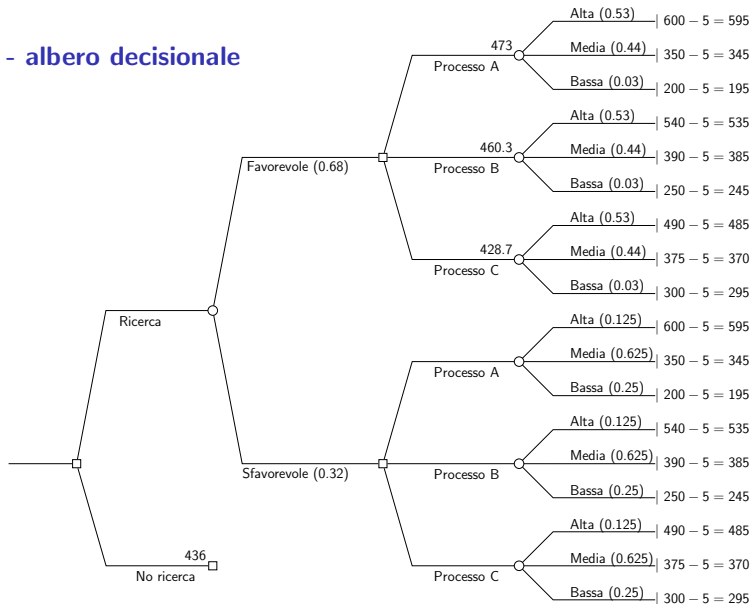 - albero decisionale
Alta (0.53) | 600 − 5 = 595
473 Media (0.44) | 350 − 5 = 345
Processo A
Bassa (0.03) | 200 − 5 = 195
Alta (0.53) | 540 − 5 = 535
460.3 Media (0.44) | 390 − 5 = 385
Favorevole (0.68) Processo B
Bassa (0.03) | 250 − 5 = 245
Alta (0.53) | 490 − 5 = 485
428.7 Media (0.44) | 375 − 5 = 370
Processo C
Bassa (0.03) | 300 − 5 = 295
Ricerca
Alta (0.125) | 600 − 5 = 595
Media (0.625) | 350 − 5 = 345
Processo A
Bassa (0.25) | 200 − 5 = 195
Alta (0.125) | 540 − 5 = 535
Media (0.625) | 390 − 5 = 385
Sfavorevole (0.32) Processo B
Bassa (0.25) | 250 − 5 = 245
Alta (0.125) | 490 − 5 = 485
436 Media (0.625) | 375 − 5 = 370
No ricerca Processo C
Bassa (0.25) | 300 − 5 = 295